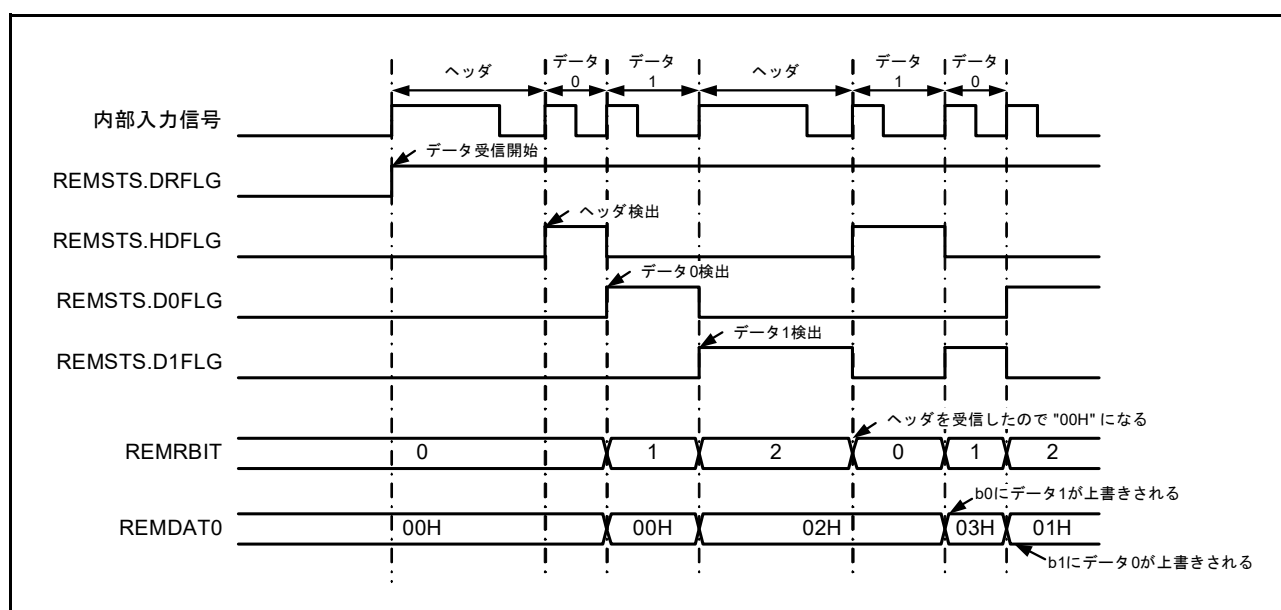 ヘッダ データ 0 データ 1 ヘッダ データ 1 データ 0
内部入力信号
データ受信開始
REMSTS.DRFLG
ヘッダ検出
REMSTS.HDFLG
データ0検出
REMSTS.D0FLG
データ1検出
REMSTS.D1FLG
ヘッダを受信したので "00H" になる
REMRBIT 0 1 2 0 1 2
b0にデータ1が上書きされる
REMDAT0 00H 00H 02H 03H 01H
b1にデータ0が上書きされる